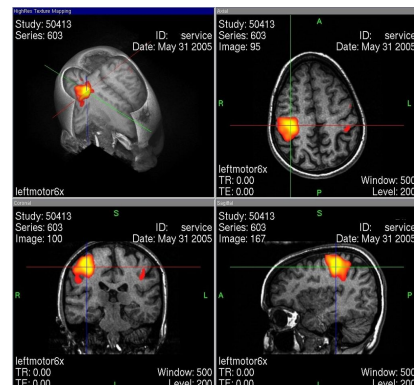 HighRes Texture Mapping
Study: 50413
Series: 603
ID: service
Date: May 31 2005
leftmotor6x
Axial
Study: 50413
Series: 603
Image: 95
A
ID: service
Date: May 31 2005
R
L
leftmotor6x
TR: 0.00
TE: 0.00
P
Window: 500
Level: 200
Coronal
Study: 50413
Series: 603
Image: 100
S
ID: service
Date: May 31 2005
R
L
leftmotor6x
TR: 0.00
TE: 0.00
I
Window: 500
Level: 200
Sagittal
Study: 50413
Series: 603
Image: 167
S
ID: service
Date: May 31 2005
A
P
leftmotor6x
TR: 0.00
TE: 0.00
I
Window: 500
Level: 200